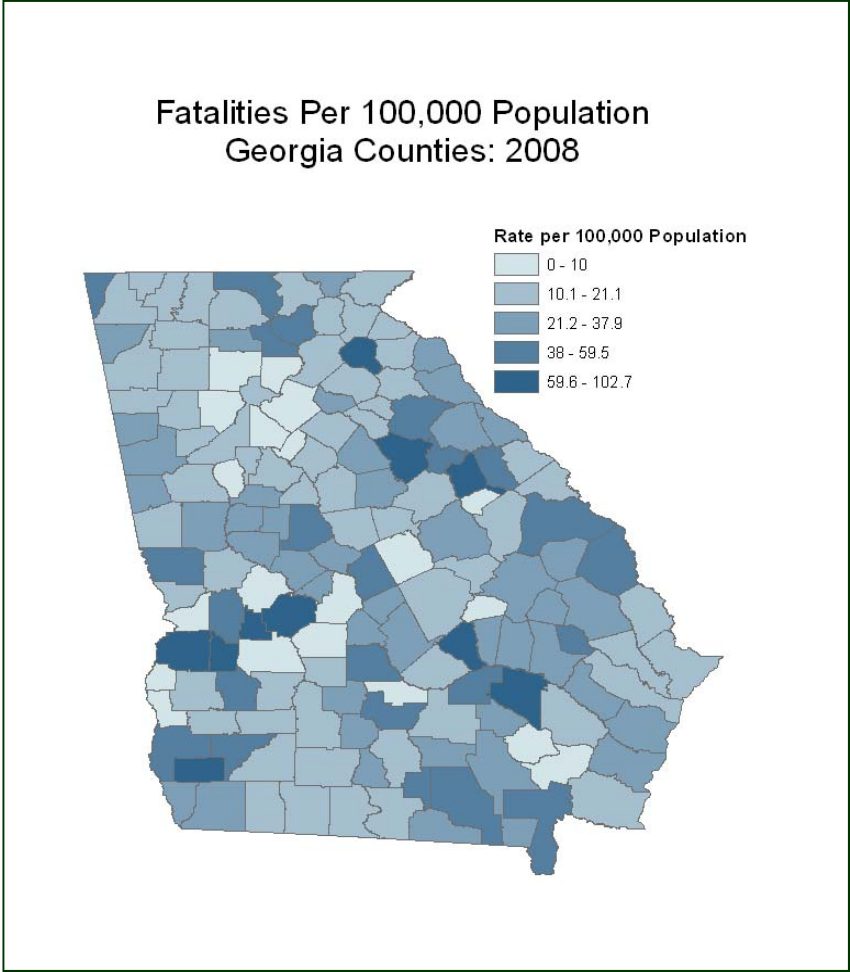 Fatalities Per 100,000 Population
Georgia Counties: 2008
Rate per 100,000 Population
0 - 10
10.1 - 21.1
21.2 - 37.9
38 - 59.5
59.6 - 102.7